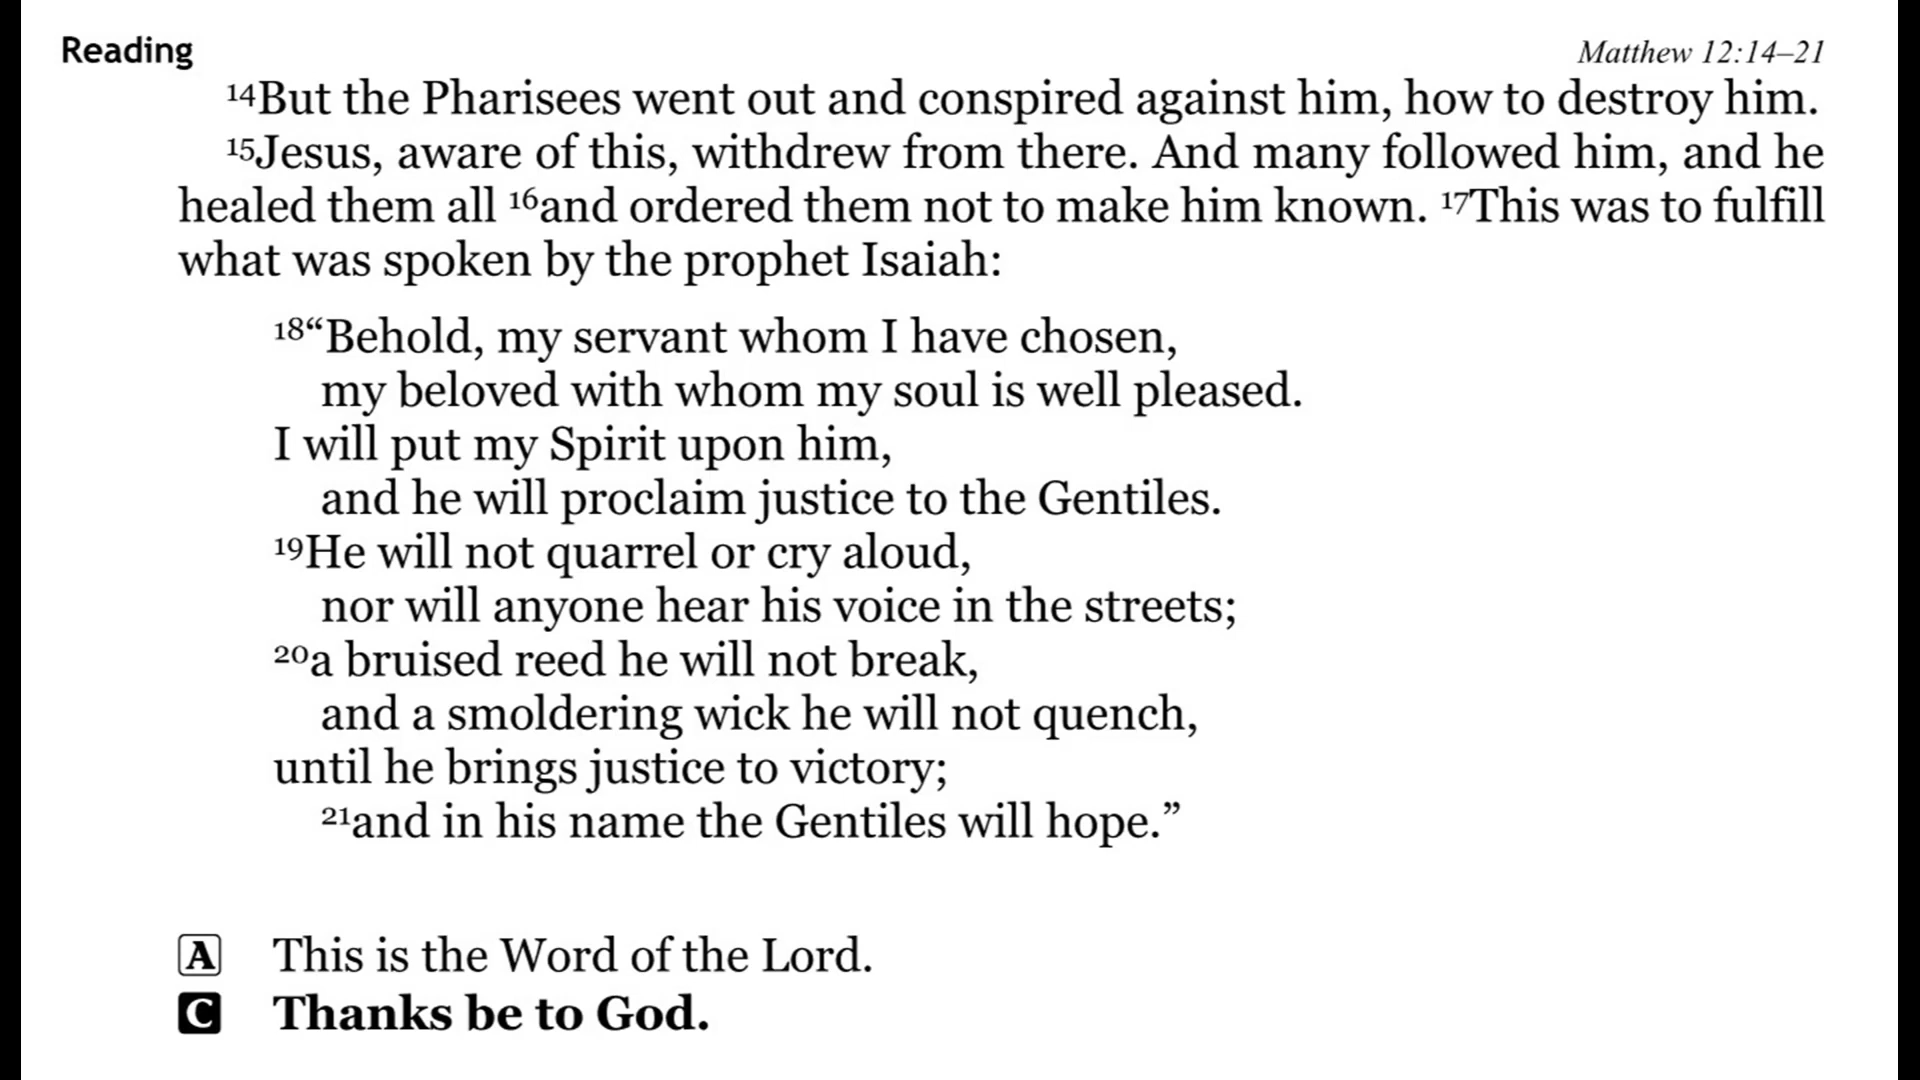 Reading
Matthew 12:14–21
¹⁴But the Pharisees went out and conspired against him, how to destroy him.
¹⁵Jesus, aware of this, withdrew from there. And many followed him, and he
healed them all ¹⁶and ordered them not to make him known. ¹⁷This was to fulfill
what was spoken by the prophet Isaiah:
¹⁸“Behold, my servant whom I have chosen,
my beloved with whom my soul is well pleased.
I will put my Spirit upon him,
and he will proclaim justice to the Gentiles.
¹⁹He will not quarrel or cry aloud,
nor will anyone hear his voice in the streets;
²⁰a bruised reed he will not break,
and a smoldering wick he will not quench,
until he brings justice to victory;
²¹and in his name the Gentiles will hope.”
A This is the Word of the Lord.
C Thanks be to God.